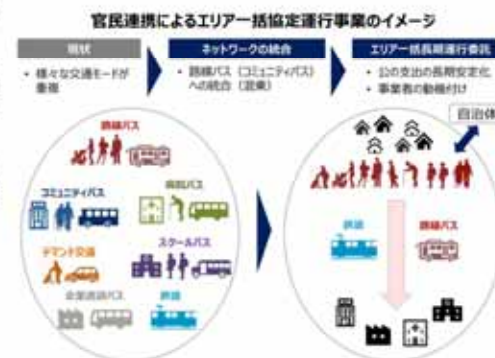 官民連携によるエリア一括協定運行事業のイメージ
現状
ネットワークの統合
エリア一括長期運行委託
• 様々な交通モードが
重複
• 路線バス（コミュニティバス）
への統合（混乗）
• 公の支出の長期安定化
• 事業者の動機付け
自治体
路線バス
コミュニティバス
病院バス
デマンド交通
スクールバス
企業送迎バス
鉄道
鉄道
路線バス